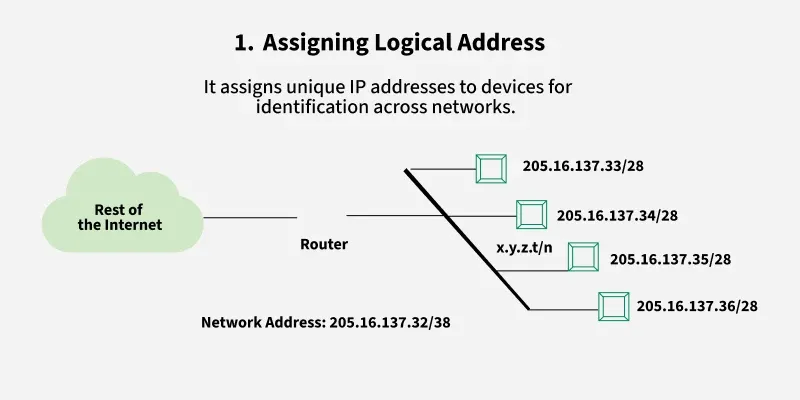 1. Assigning Logical Address
It assigns unique IP addresses to devices for
identification across networks.
Rest of
the Internet
Router
205.16.137.33/28
205.16.137.34/28
x.y.z.t/n
205.16.137.35/28
205.16.137.36/28
Network Address: 205.16.137.32/38